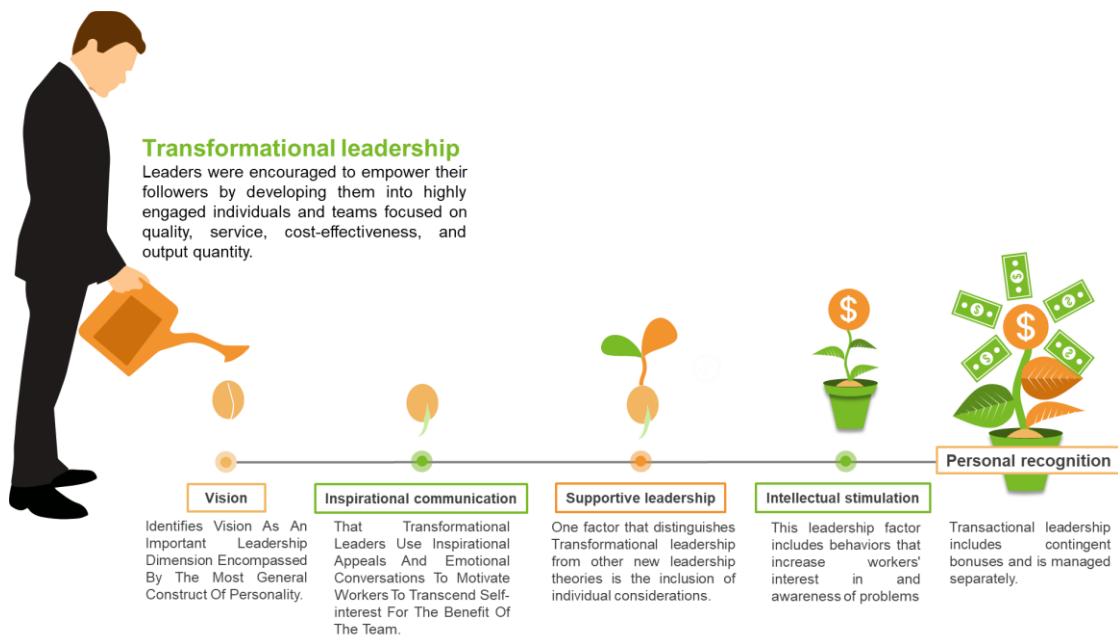 Transformational leadership
Leaders were encouraged to empower their
followers by developing them into highly
engaged individuals and teams focused on
quality, service, cost-effectiveness, and
output quantity.
$
$
$
$
$
$
$
Personal recognition
Vision
Inspirational communication
Supportive leadership
Intellectual stimulation
Identifies Vision As An
Important Leadership
Dimension Encompassed
By The Most General
Construct Of Personality.
That Transformational
Leaders Use Inspirational
Appeals And Emotional
Conversations To Motivate
Workers To Transcend Self-
interest For The Benefit Of
The Team.
One factor that distinguishes
Transformational leadership
from other new leadership
theories is the inclusion of
individual considerations.
This leadership factor
includes behaviors that
increase workers'
interest in and
awareness of problems
Transactional leadership
includes contingent
bonuses and is managed
separately.